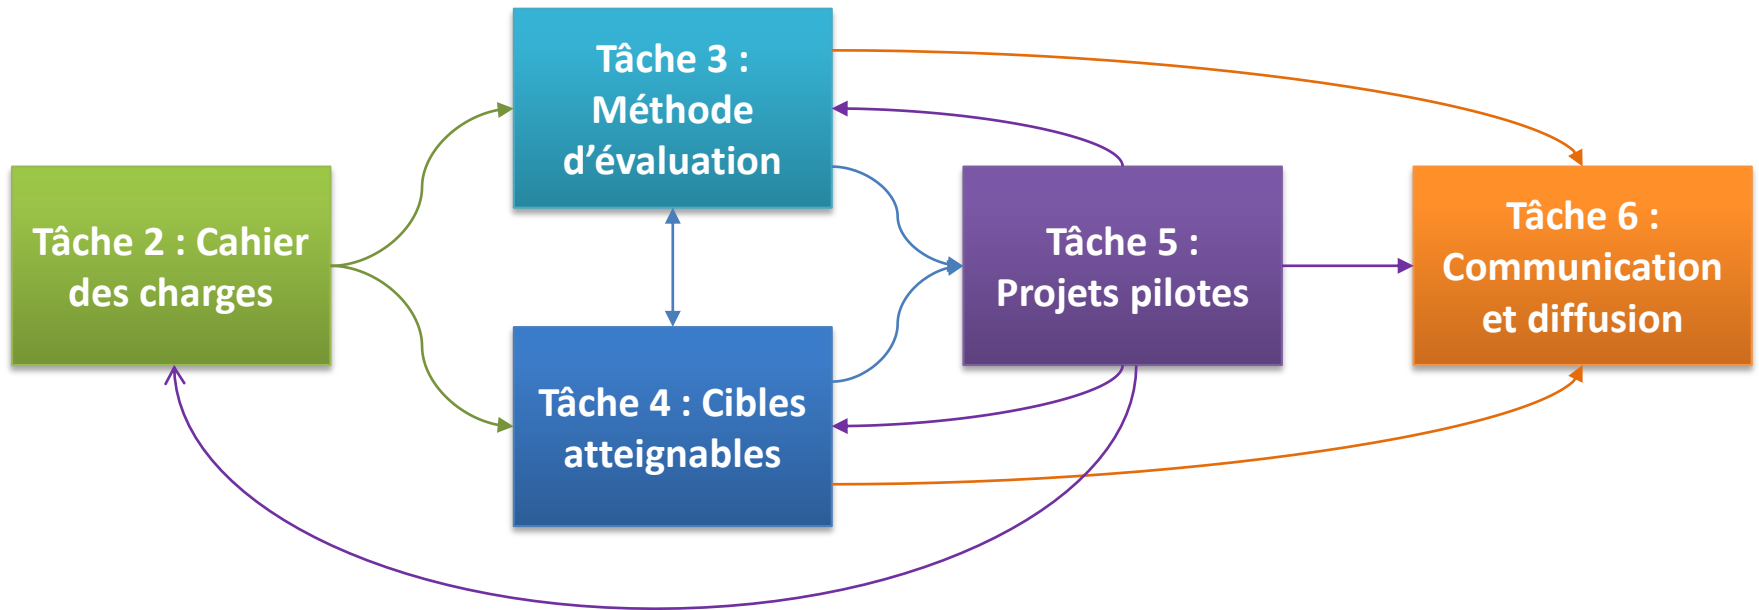 Tâche 2 : Cahier
des charges
Tâche 3 :
Méthode
d’évaluation
Tâche 4 : Cibles
atteignables
Tâche 5 :
Projets pilotes
Tâche 6 :
Communication
et diffusion